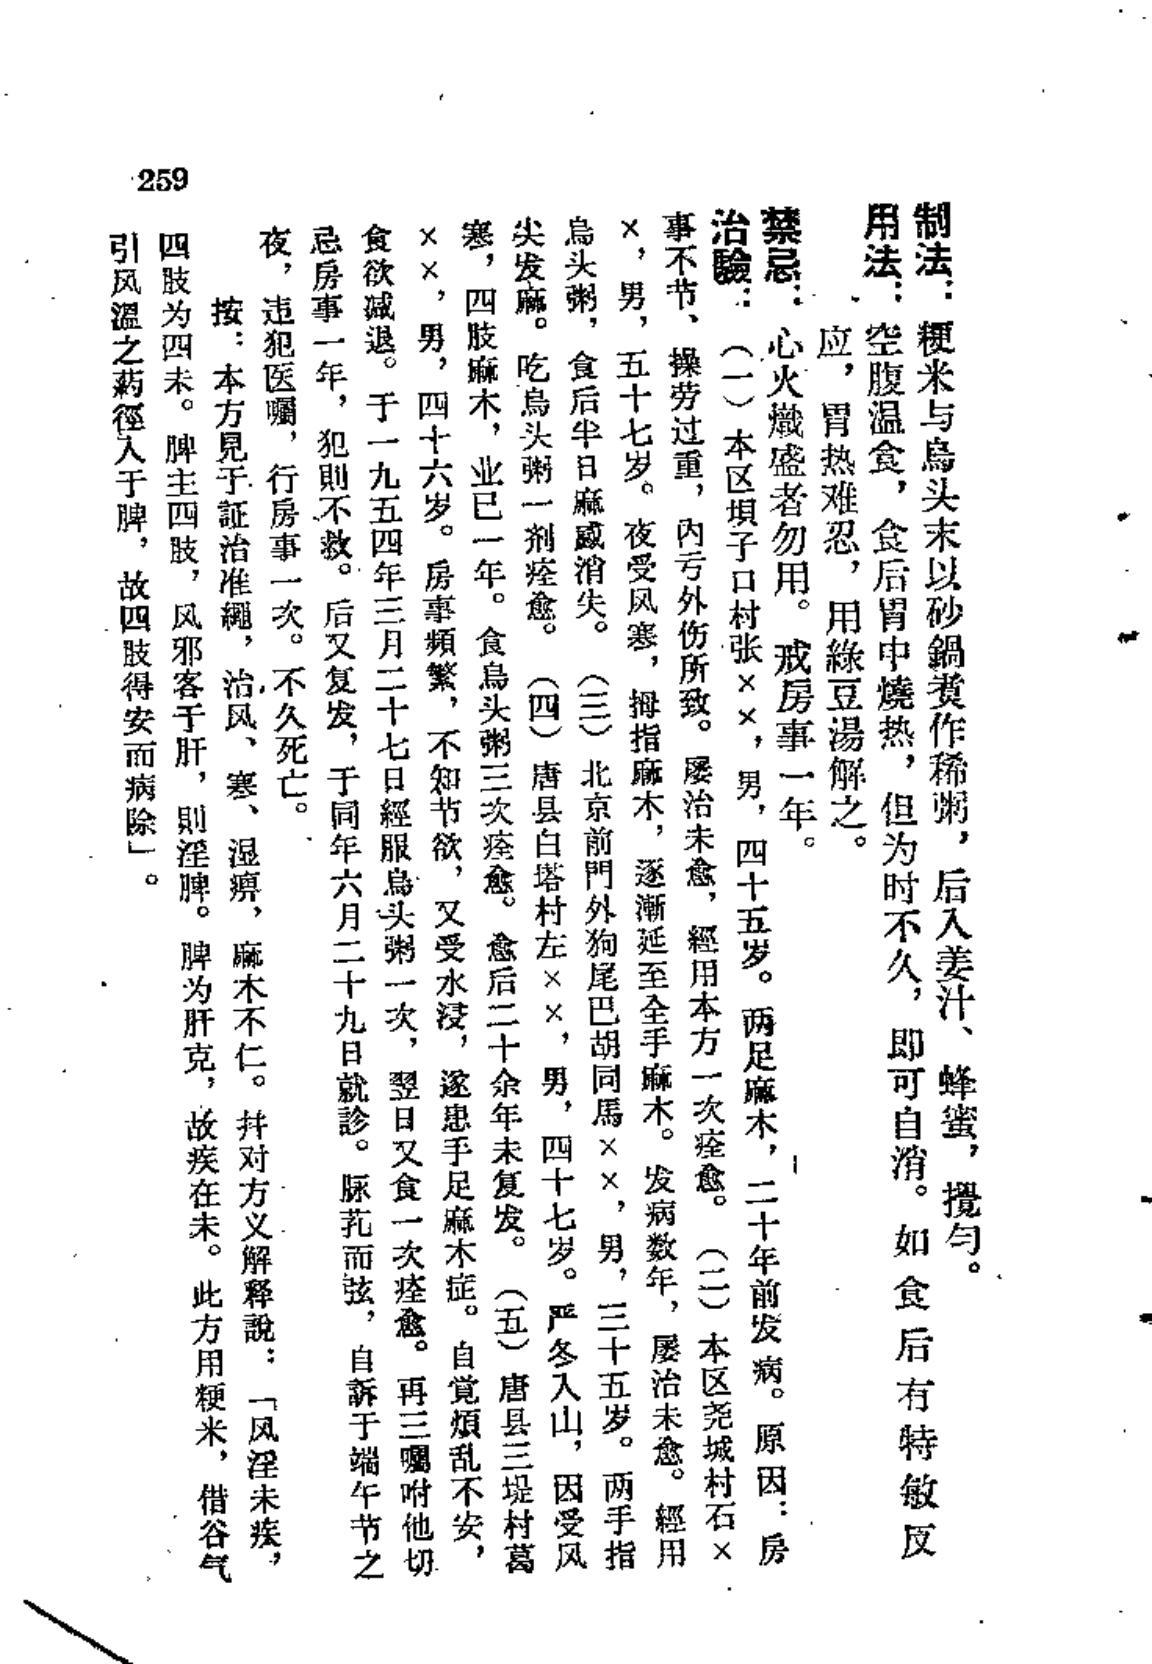 制法：粳米与烏头末以砂鍋煑作稀粥，后入姜汁、蜂蜜，攪勻。
用法：空腹温食，食后胃中燒热，但为时不久，即可自消。如食后有特敏反
应，胃热难忍，用綠豆湯解之。
禁忌：心火熾盛者勿用。戒房事一年。
治驗：（一）本区垻子口村张××，男，四十五岁。两足麻木，二十年前发病。原因：房
事不节、操劳过重，内亏外伤所致。屡治未愈，經用本方一次痊愈。（二）本区尧城村石×
×，男，五十七岁。夜受风寒，拇指麻木，逐漸延至全手麻木。发病数年，屡治未愈。經用
烏头粥，食后半日麻感消失。（三）北京前門外狗尾巴胡同馬××，男，三十五岁。两手指
尖发麻。吃烏头粥一剂痊愈。（四）唐县白塔村左××，男，四十七岁。严冬入山，因受风
寒，四肢麻木，业已一年。食烏头粥三次痊愈。愈后二十余年未复发。（五）唐县三堤村葛
××，男，四十六岁。房事頻繁，不知节欲，又受水浸，遂患手足麻木症。自觉煩乱不安，
食欲减退。于一九五四年三月二十七日經服烏头粥一次，翌日又食一次痊愈。再三囑咐他切
忌房事一年，犯則不救。后又复发，于同年六月二十九日就診。脉芤而弦，自訴于端午节之
夜，违犯医囑，行房事一次。不久死亡。
按：本方見于証治准繩，治风、寒、湿痹，麻木不仁。幷对方义解释說：「风淫未疾，
四肢为四未。脾主四肢，风邪客于肝，則淫脾。脾为肝克，故疾在未。此方用粳米，借谷气
引风溫之葯徑入于脾，故四肢得安而病除」。
259